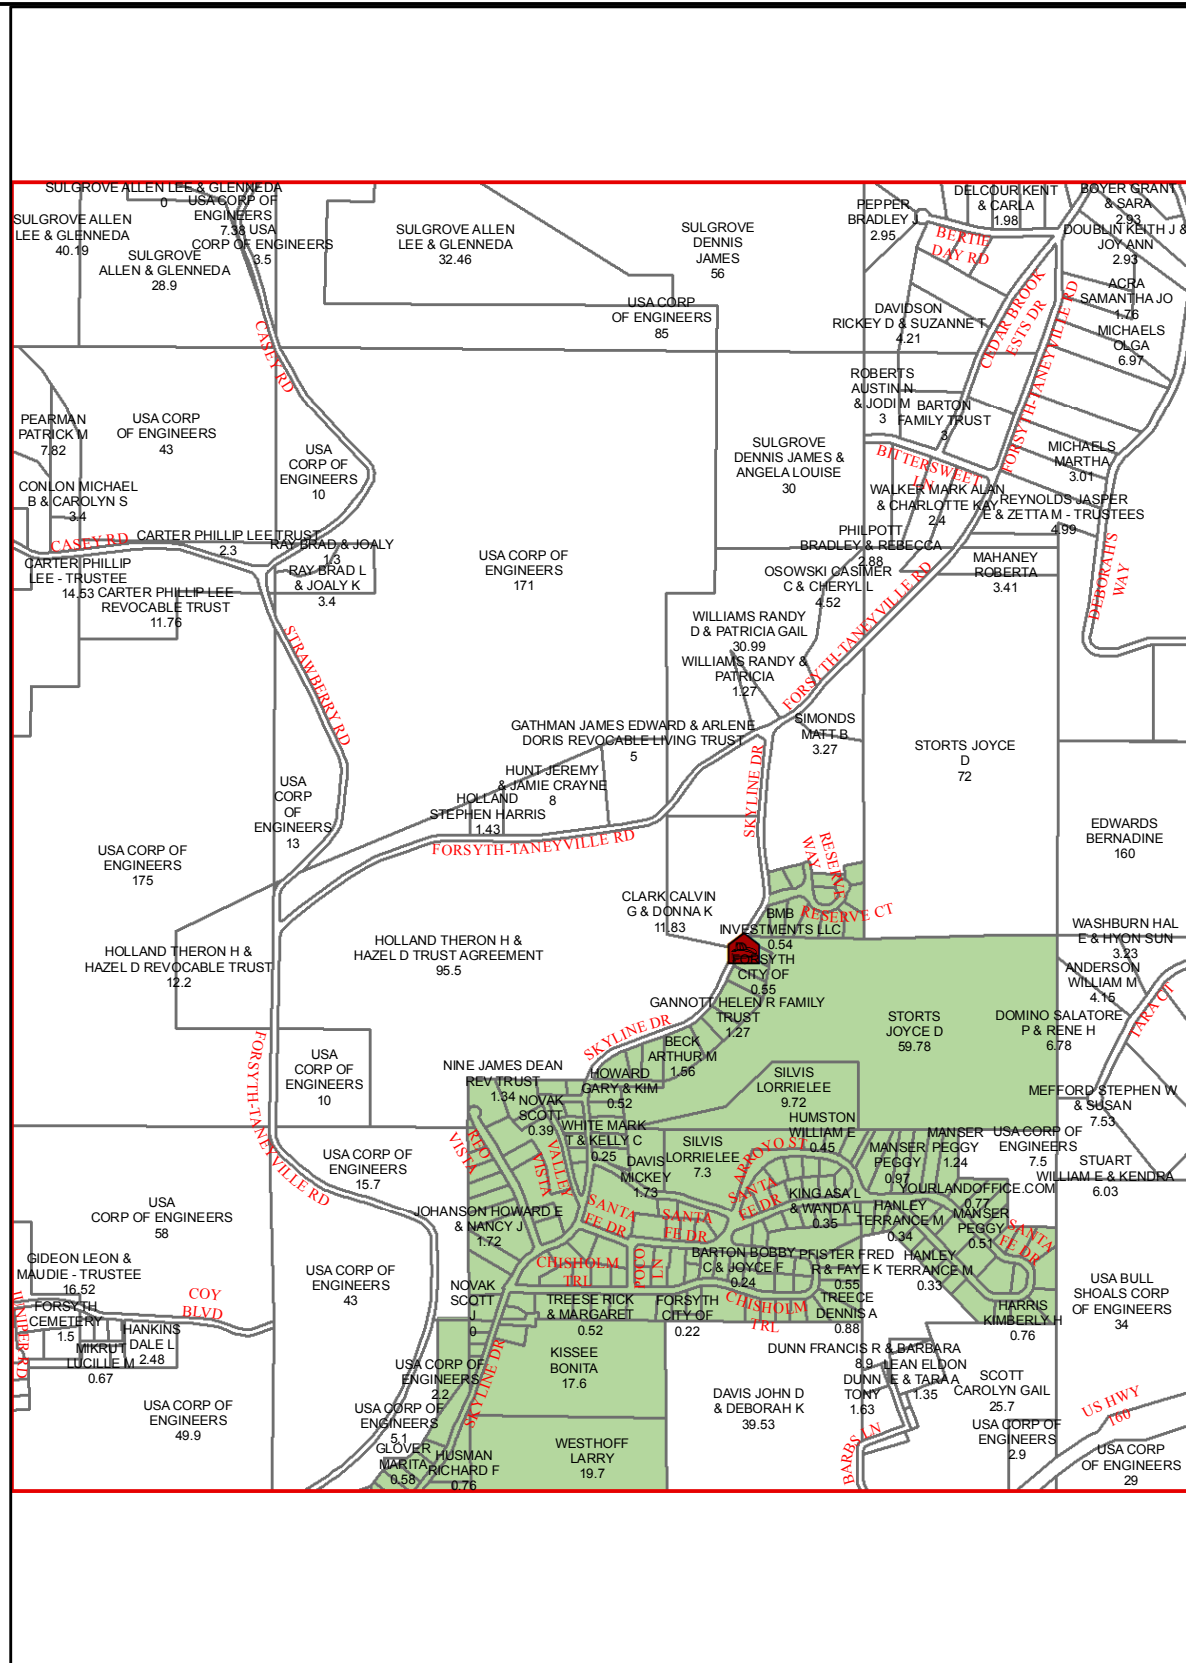 SULGROVE ALLEN LEE & GLENNEDA
0
USA CORP OF
ENGINEERS
7.38
USA
CORP OF ENGINEERS
3.5
SULGROVE ALLEN
LEE & GLENNEDA
40.19
SULGROVE
ALLEN & GLENNEDA
28.9
SULGROVE ALLEN
LEE & GLENNEDA
32.46
SULGROVE
DENNIS
JAMES
56
USA CORP
OF ENGINEERS
85
PEPPER
BRADLEY J
2.95
DELCOUR KENT
& CARLA
1.98
BOYER GRANT
& SARA
2.93
DOUBLIN KEITH J &
JOY ANN
2.93
BERTIE
DAY RD
ACRA
SAMANTHA JO
1.76
MICHAELS
OLGA
6.97
DAVIDSON
RICKEY D & SUZANNE T
4.21
CEDAR BROOK
ESTS DR
FORSYTH-TANEYVILLE RD
CASEY RD
ROBERTS
AUSTIN N
& JODI M
3
BARTON
FAMILY TRUST
3
PEARMAN
PATRICK M
7.82
USA CORP
OF ENGINEERS
43
USA
CORP OF
ENGINEERS
10
SULGROVE
DENNIS JAMES &
ANGELA LOUISE
30
BITTERSWEET
LN
MICHAELS
MARTHA
3.01
CONLON MICHAEL
B & CAROLYN S
3.4
WALKER MARK ALAN
& CHARLOTTE KAY
2.4
REYNOLDS JASPER
E & ZETTA M - TRUSTEES
4.99
CASEY RD
CARTER PHILLIP LEE TRUST
2.3
RAY BRAD & JOALY
1.3
RAY BRAD L
& JOALY K
3.4
PHILPOTT
BRADLEY & REBECCA
2.88
USA CORP OF
ENGINEERS
171
OSOWSKI CASIMER
C & CHERYL L
4.52
MAHANEY
ROBERTA
3.41
DEBORAH'S
WAY
CARTER PHILLIP
LEE - TRUSTEE
14.53
CARTER PHILLIP LEE
REVOCABLE TRUST
11.76
WILLIAMS RANDY
D & PATRICIA GAIL
30.99
WILLIAMS RANDY &
PATRICIA
1.27
FORSYTH-TANEYVILLE RD
STRAWBERRY RD
GATHMAN JAMES EDWARD & ARLENE
DORIS REVOCABLE LIVING TRUST
5
SIMONDS
MATT B
3.27
STORTS JOYCE
D
72
HUNT JEREMY
& JAMIE CRAYNE
8
HOLLAND
STEPHEN HARRIS
1.43
SKYLINE DR
USA
CORP
OF
ENGINEERS
13
FORSYTH-TANEYVILLE RD
EDWARDS
BERNADINE
160
USA CORP OF
ENGINEERS
175
RESERVE
WAY
CLARK CALVIN
G & DONNA K
11.83
RESERVE CT
BMB
INVESTMENTS LLC
0.54
FORSYTH
CITY OF
0.55
HOLLAND THERON H &
HAZEL D REVOCABLE TRUST
12.2
HOLLAND THERON H &
HAZEL D TRUST AGREEMENT
95.5
WASHBURN HAL
E & HYON SUN
3.23
ANDERSON
WILLIAM M
4.15
TARA CT
GANNOTT HELEN R FAMILY
TRUST
1.27
STORTS
JOYCE D
59.78
DOMINO SALATORE
P & RENE H
6.78
SKYLINE DR
FORSYTH-TANEYVILLE RD
USA
CORP OF
ENGINEERS
10
BECK
ARTHUR M
1.56
NINE JAMES DEAN
REV TRUST
1.34
HOWARD
GARY & KIM
0.52
SILVIS
LORRIELEE
9.72
MEFFORD STEPHEN W
& SUSAN
7.53
NOVAK
SCOTT
0.39
WHITE MARK
T & KELLY C
0.25
HUMSTON
WILLIAM E
0.45
RED
VISTA
VALLEY
VISTA
SILVIS
LORRIELEE
7.3
ARROYO ST
MANSER
PEGGY
0.97
MANSER
PEGGY
1.24
USA CORP OF
ENGINEERS
7.5
STUART
WILLIAM E & KENDRA
6.03
USA CORP OF
ENGINEERS
15.7
DAVIS
MICKEY
1.73
SANTA
FE DR
KING ASA L
& WANDA L
0.35
YOURLANDOFFICE.COM
0.77
USA
CORP OF ENGINEERS
58
JOHANSON HOWARD E
& NANCY J
1.72
SANTA
FE DR
SANTA
FE DR
HANLEY
TERRANCE M
0.34
MANSER
PEGGY
0.51
SANTA
FE DR
GIDEON LEON &
MAUDIE - TRUSTEE
16.52
USA CORP OF
ENGINEERS
43
CHISHOLM
TRL
POCO
LN
BARTON BOBBY
C & JOYCE F
0.24
PFISTER FRED
R & FAYE K
0.55
HANLEY
TERRANCE M
0.33
USA BULL
SHOALS CORP
OF ENGINEERS
34
JUNIPER RD
FORSYTH
CEMETERY
1.5
COY
BLVD
HANKINS
DALE L
2.48
MIKRUT
LUCILLE M
0.67
NOVAK
SCOTT
J
0
TREESE RICK
& MARGARET
0.52
FORSYTH
CITY OF
0.22
CHISHOLM
TRL
TREECE
DENNIS A
0.88
HARRIS
KIMBERLY H
0.76
SKYLINE DR
USA CORP OF
ENGINEERS
2.2
KISSEE
BONITA
17.6
DUNN FRANCIS R & BARBARA
8.9
DUNN
TONY
1.63
LEAN ELDON
E & TARA A
1.35
SCOTT
CAROLYN GAIL
25.7
USA CORP OF
ENGINEERS
49.9
USA CORP OF
ENGINEERS
5.1
DAVIS JOHN D
& DEBORAH K
39.53
US HWY
160
USA CORP OF
ENGINEERS
2.9
GLOVER
MARITA
0.58
HUSMAN
RICHARD F
0.76
WESTHOFF
LARRY
19.7
BARBS LN
USA CORP
OF ENGINEERS
29